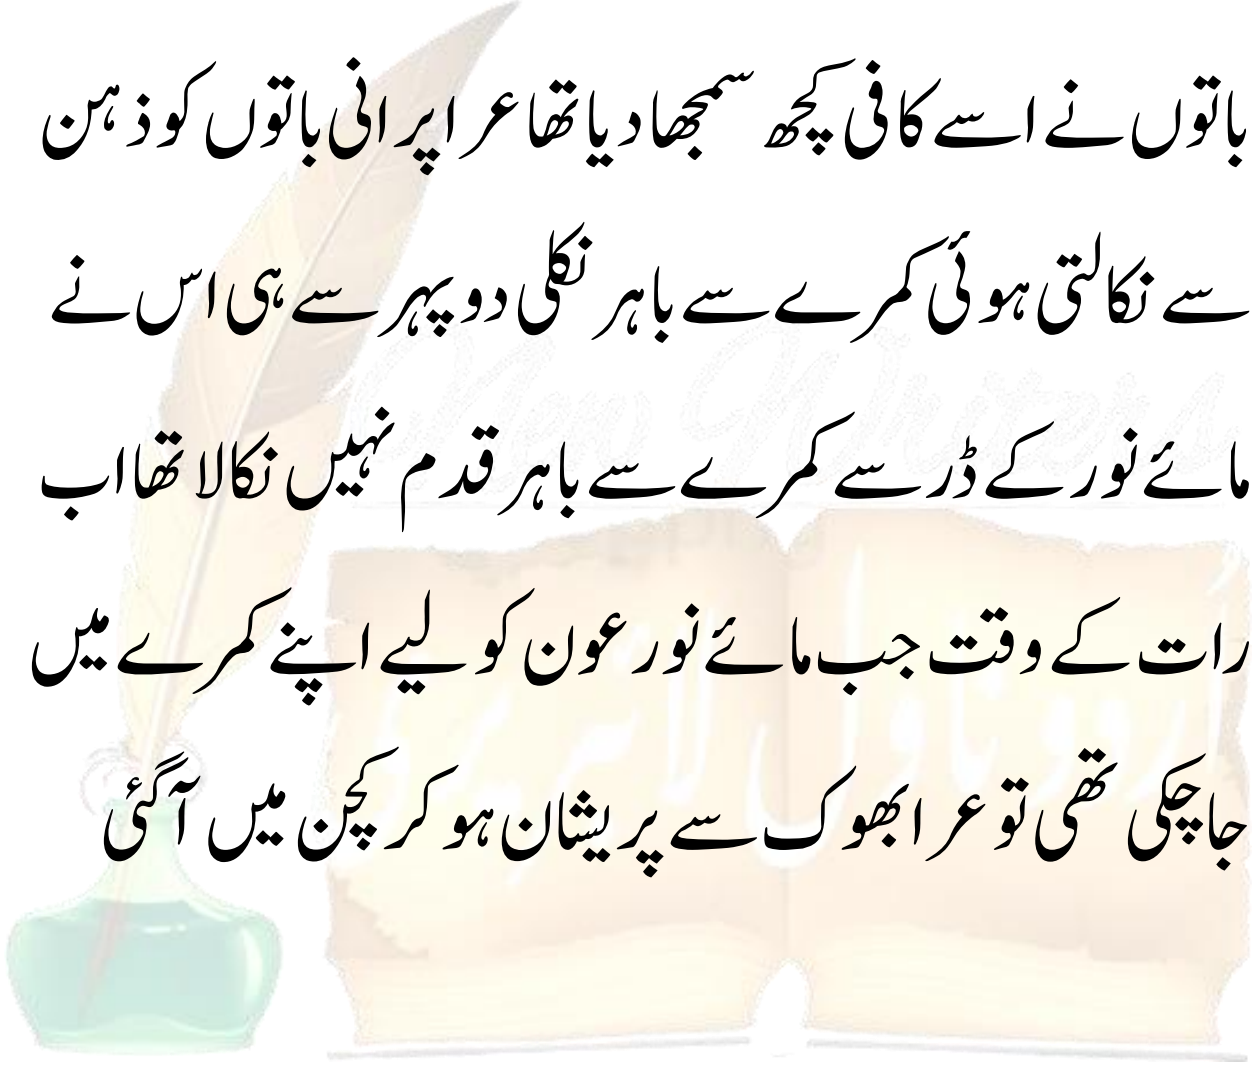 باتوں نے اسے کافی کچھ سمجھا دیا تھا عرا پرانی باتوں کو ذہن
سے نکالتی ہوئی کمرے سے باہر نکلی دوپہر سے ہی اس نے
مائے نور کے ڈر سے کمرے سے باہر قدم نہیں نکالا تھا اب
رات کے وقت جب مائے نور عون کو لیے اپنے کمرے میں
جا چکی تھی تو عرا بھوک سے پریشان ہو کر کچن میں آ گئی